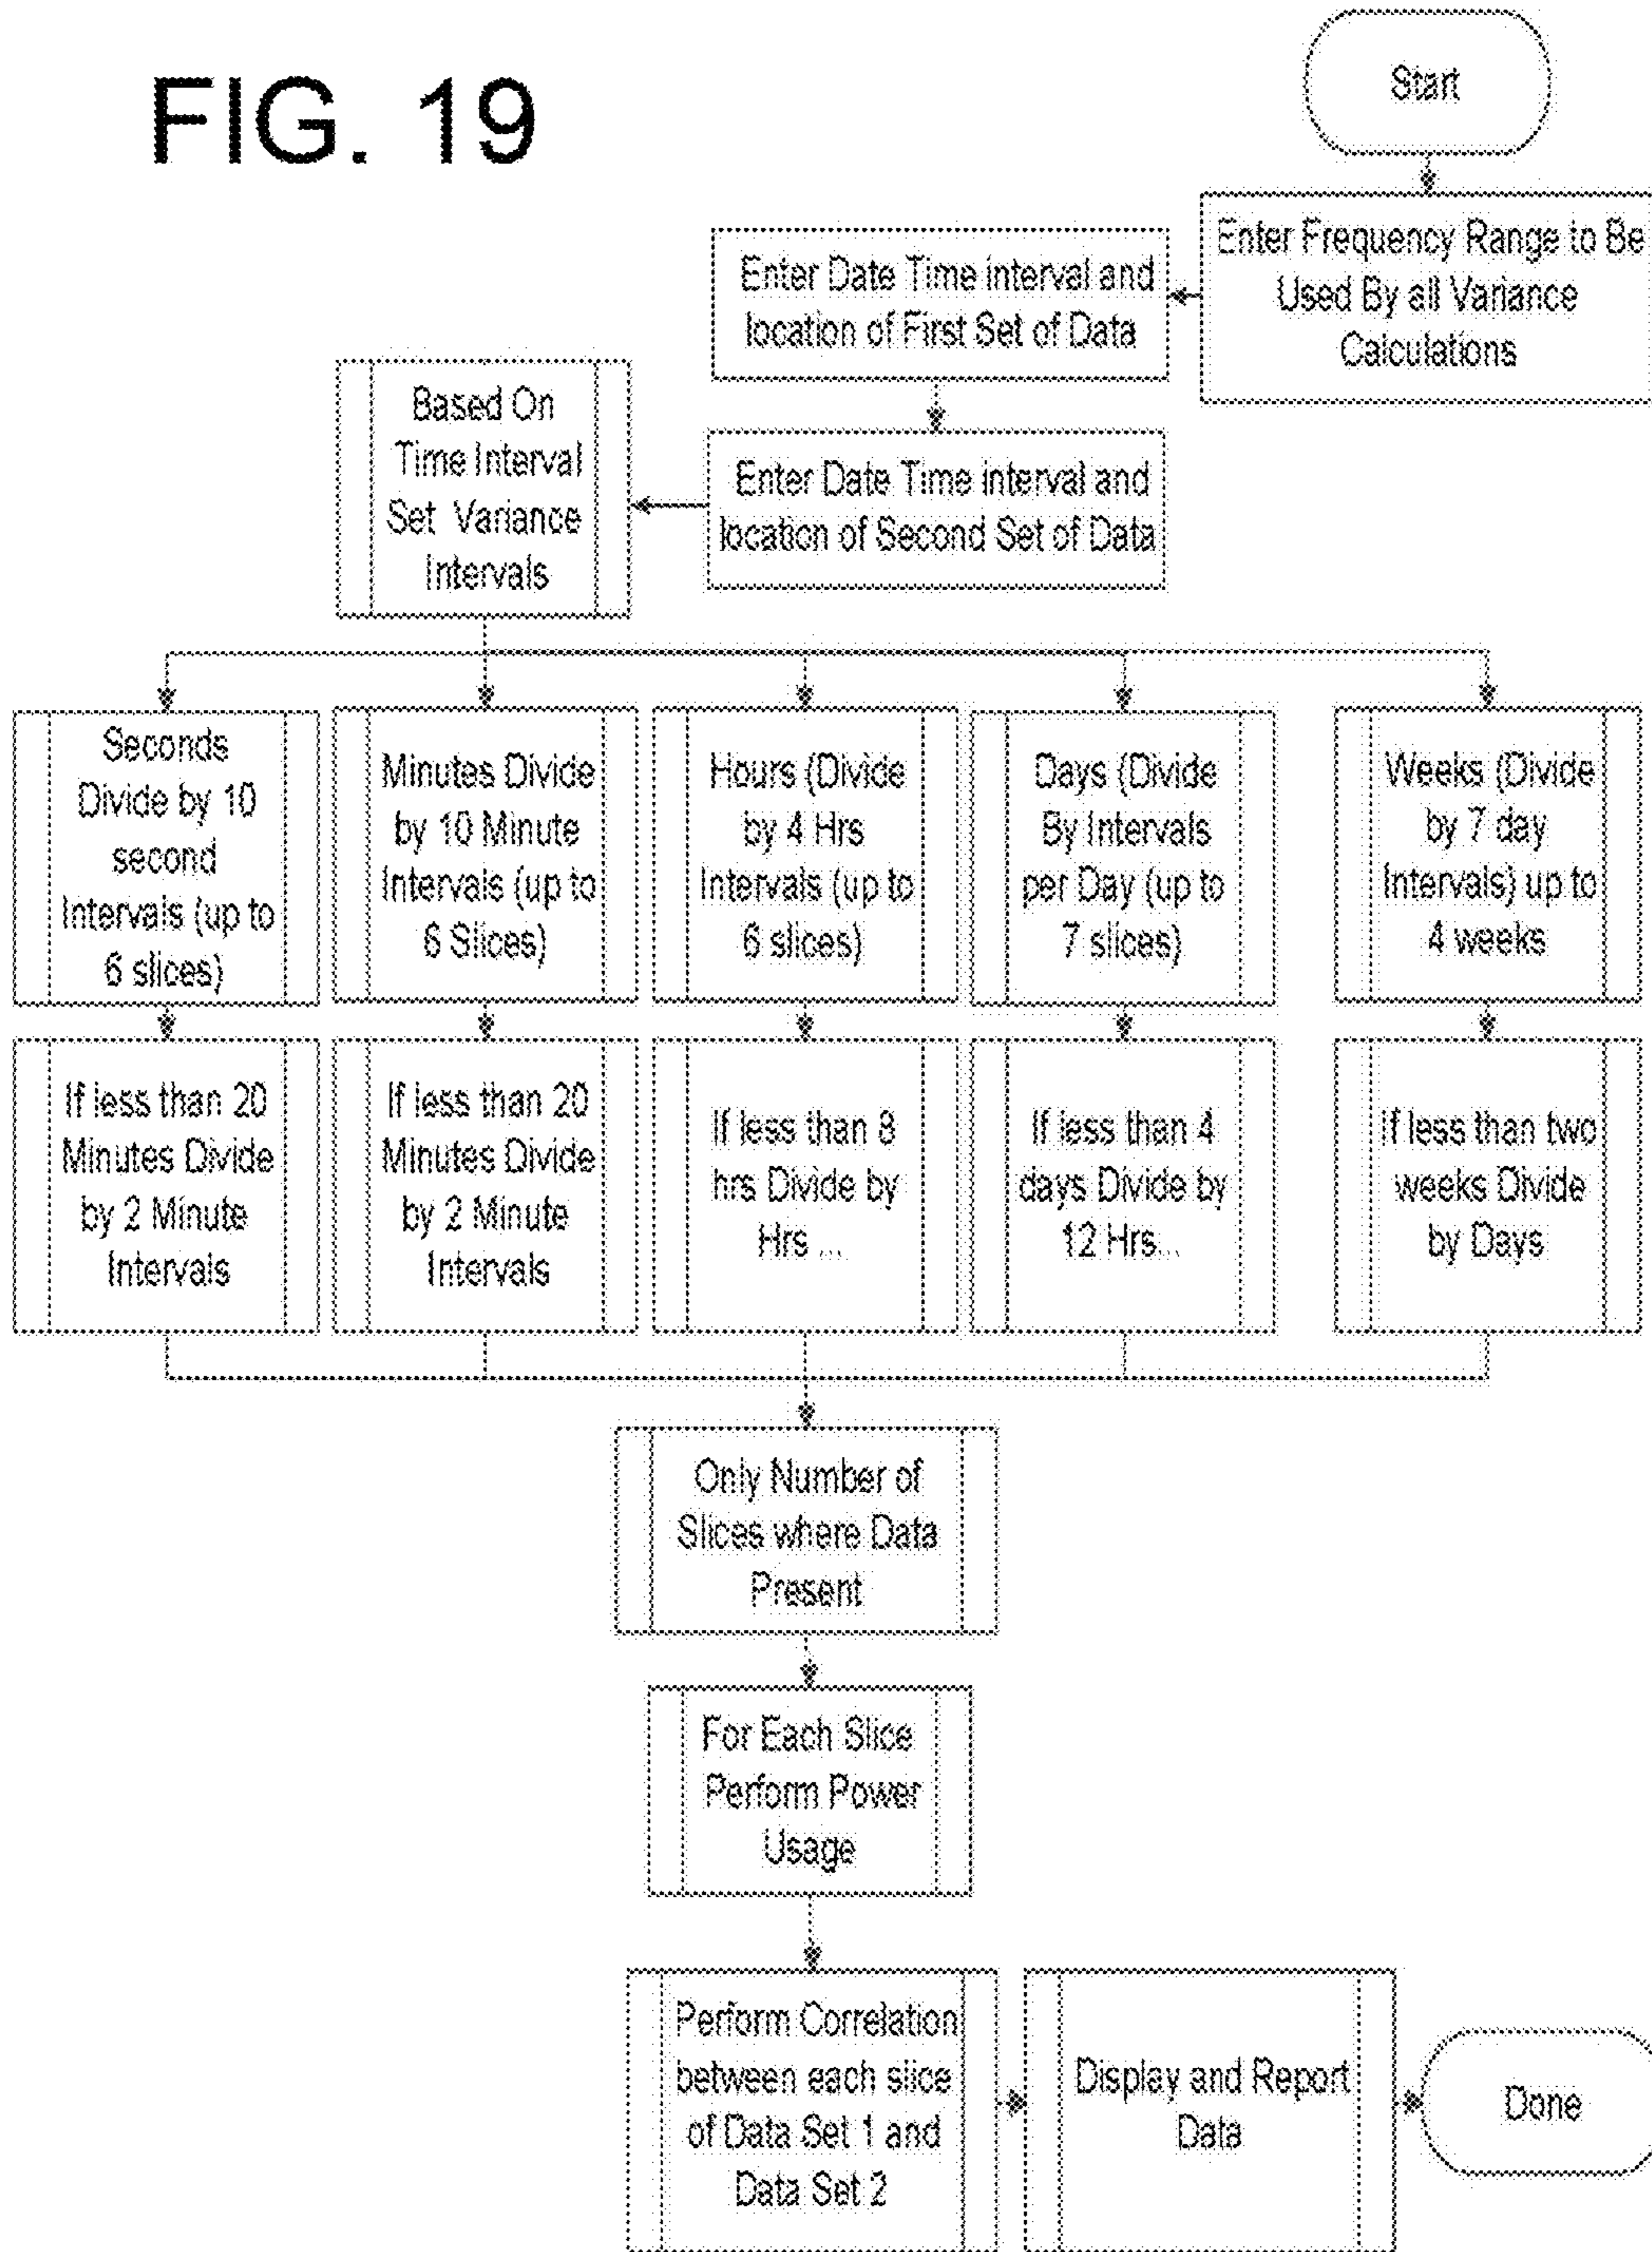 FIG. 19
Start
Enter Frequency Range to Be
Used By all Variance
Calculations
Enter Date Time interval and
location of First Set of Data
Enter Date Time interval and
location of Second Set of Data
Based On
Time Interval
Set Variance
Intervals
Seconds
Divide by 10
second
Intervals (up to
6 slices)
Minutes Divide
by 10 Minute
Intervals (up to
6 Slices)
Hours (Divide
by 4 Hrs
Intervals (up to
6 slices)
Days (Divide
By Intervals
per Day (up to
7 slices)
Weeks (Divide
by 7 day
Intervals) up to
4 weeks
If less than 20
Minutes Divide
by 2 Minute
Intervals
If less than 20
Minutes Divide
by 2 Minute
Intervals
If less than 8
hrs Divide by
Hrs ...
If less than 4
days Divide by
12 Hrs...
If less than two
weeks Divide
by Days
Only Number of
Slices where Data
Present
For Each Slice
Perform Power
Usage
Perform Correlation
between each slice
of Data Set 1 and
Data Set 2
Display and Report
Data
Done